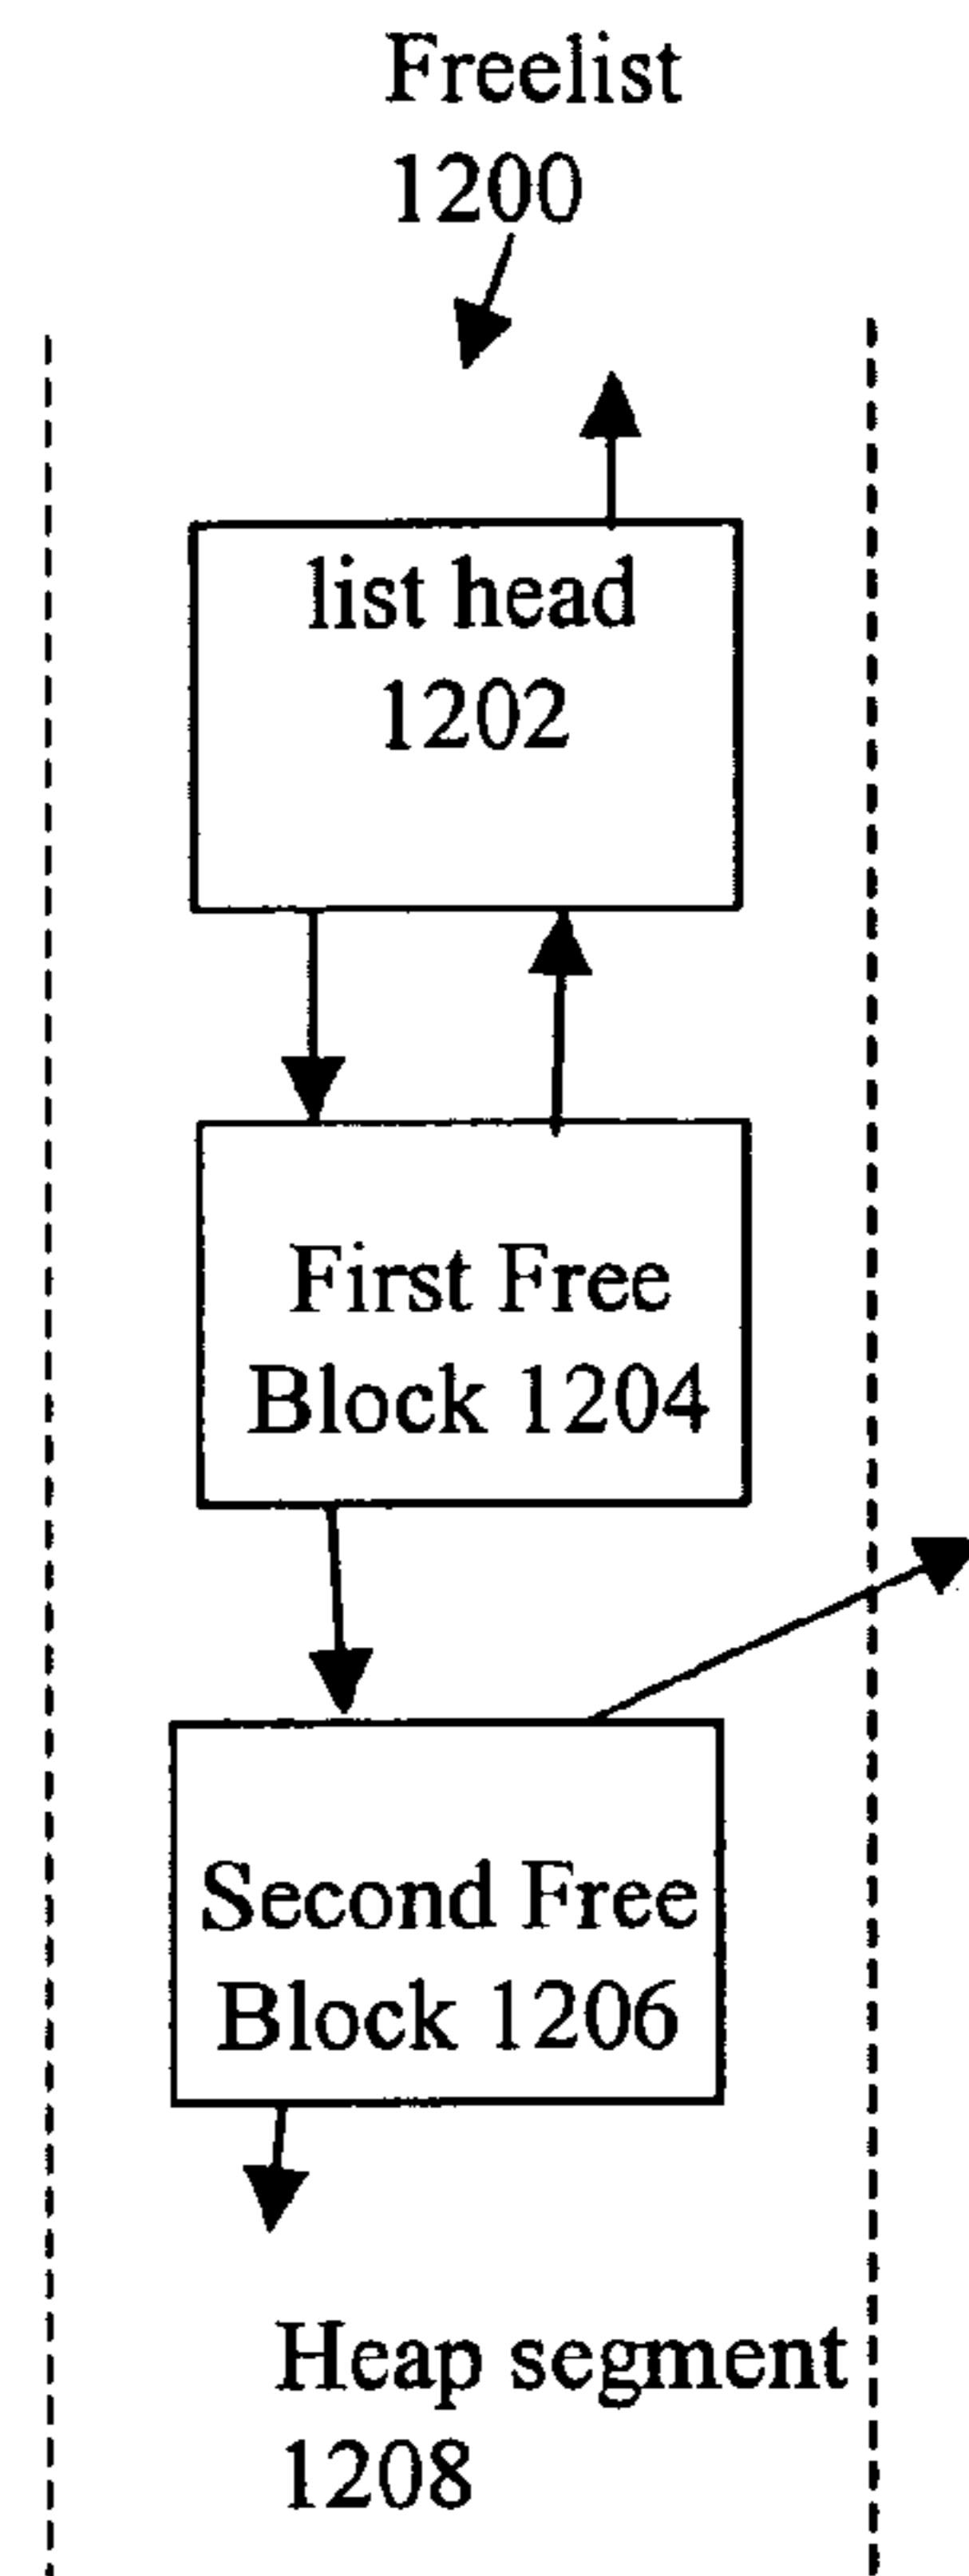 Freelist
1200
list head
1202
First Free
Block 1204
Second Free
Block 1206
Heap segment
1208